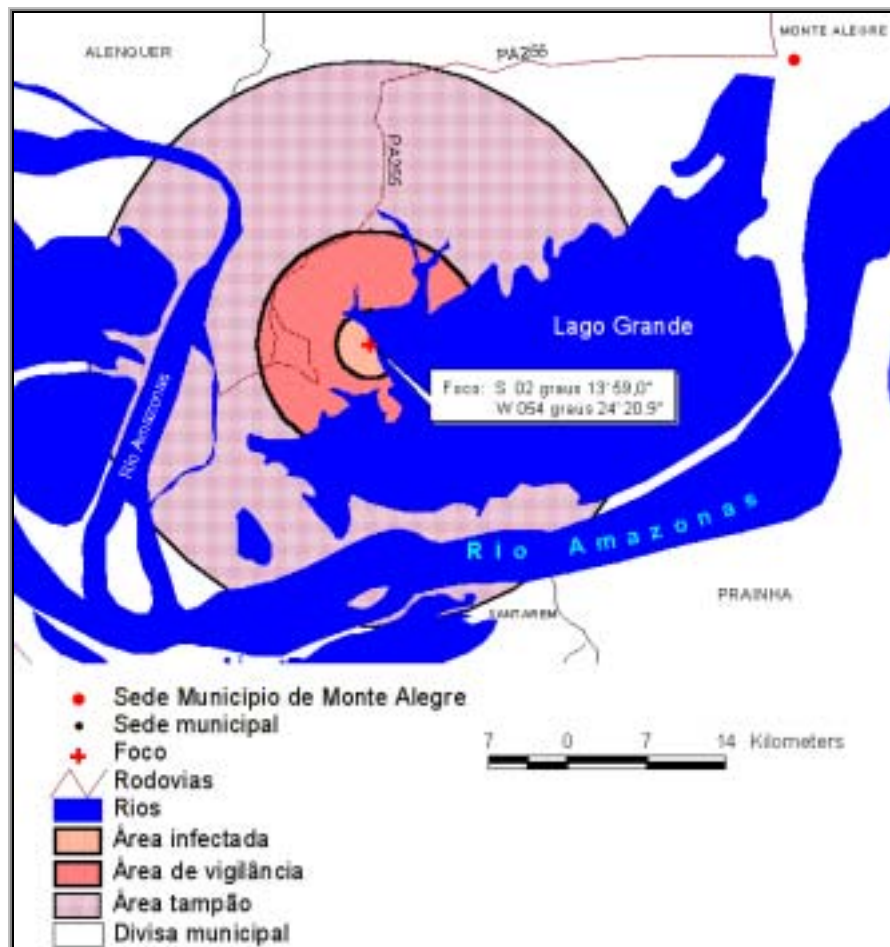 MONTE ALEGRE
ALENQUER
PA255
PA255
Lago Grande
Foco: S 02 graus 13' 59,0"
W 054 graus 24' 20.9"
Rio Amazonas
Rio Amazonas
PRAINHA
SANTAREM
Sede Município de Monte Alegre
Sede municipal
Foco
Rodovias
Rios
Área infectada
Área de vigilância
Área tampão
Divisa municipal
7 0 7 14 Kilometers